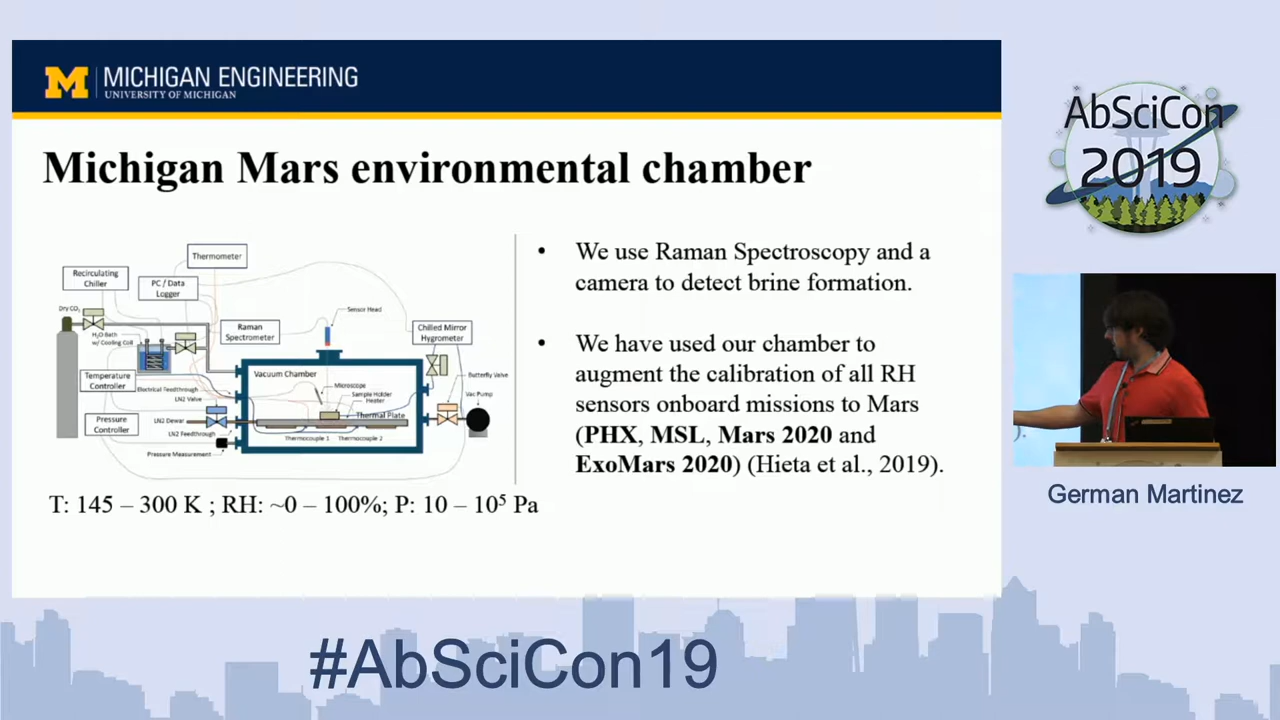 MICHIGAN ENGINEERING
UNIVERSITY OF MICHIGAN
Michigan Mars environmental chamber
Thermometer
Recirculating
Chiller
PC / Data
Logger
Dry CO₂
H₂O Bath
w/ Cooling Coil
Raman
Spectrometer
Sensor Head
Chilled Mirror
Hygrometer
Temperature
Controller
Vacuum Chamber
Electrical Feedthrough
LN2 Valve
Microscope
Sample Holder
Heater
Butterfly Valve
Vac Pump
Pressure
Controller
LN2 Dewar
LN2 Feedthrough
Thermal Plate
Thermocouple 1
Thermocouple 2
Pressure Measurement
T: 145 – 300 K ; RH: ~0 – 100%; P: 10 – 10⁵ Pa
• We use Raman Spectroscopy and a
camera to detect brine formation.
• We have used our chamber to
augment the calibration of all RH
sensors onboard missions to Mars
(PHX, MSL, Mars 2020 and
ExoMars 2020) (Hieta et al., 2019).
AbSciCon
2019
German Martinez
#AbSciCon19